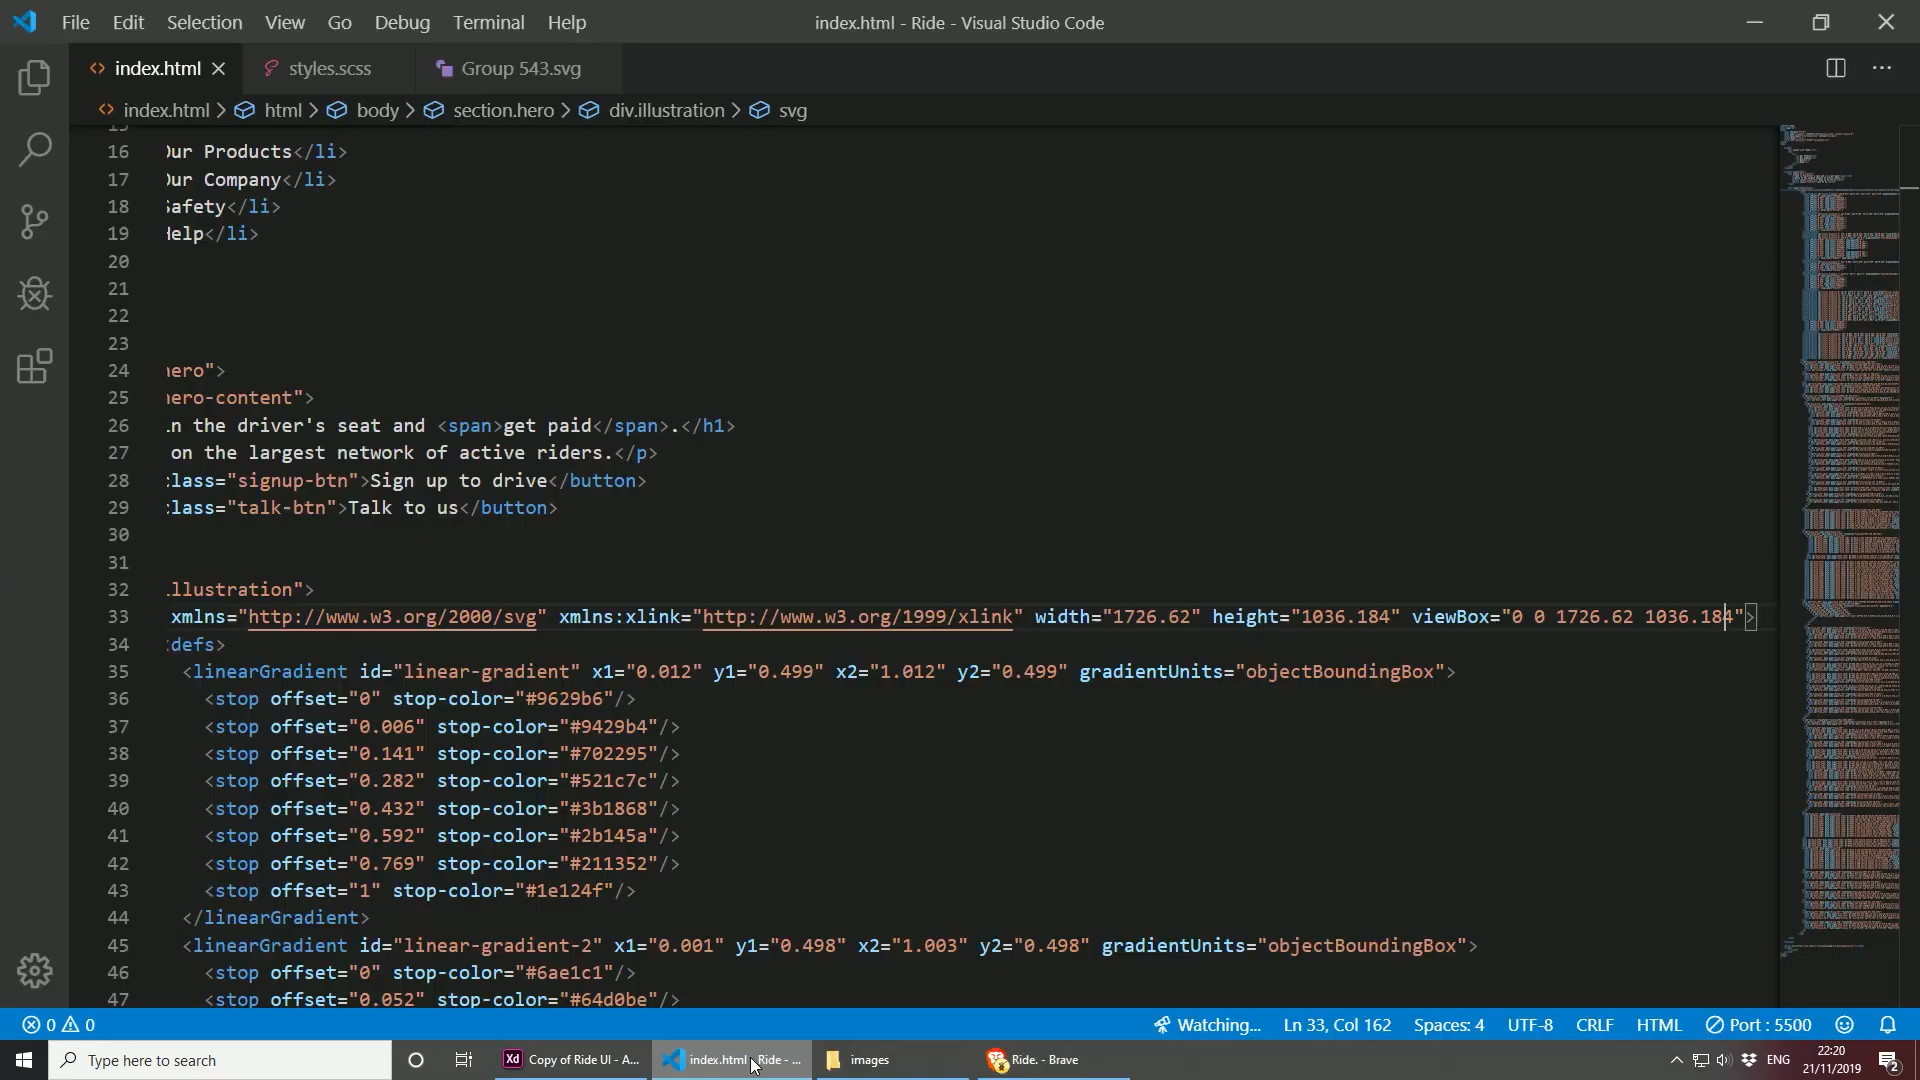 File Edit Selection View Go Debug Terminal Help
index.html - Ride - Visual Studio Code
index.html styles.scss Group 543.svg
index.html > html > body > section.hero > div.illustration > svg
16 Our Products</li>
17 Our Company</li>
18 Safety</li>
19 Help</li>
20
21
22
23
24 hero">
25 hero-content">
26 in the driver's seat and <span>get paid</span>.</h1>
27 on the largest network of active riders.</p>
28 class="signup-btn">Sign up to drive</button>
29 class="talk-btn">Talk to us</button>
30
31
32 illustration">
33 xmlns="http://www.w3.org/2000/svg" xmlns:xlink="http://www.w3.org/1999/xlink" width="1726.62" height="1036.184" viewBox="0 0 1726.62 1036.184">
34 defs>
35 <linearGradient id="linear-gradient" x1="0.012" y1="0.499" x2="1.012" y2="0.499" gradientUnits="objectBoundingBox">
36 <stop offset="0" stop-color="#9629b6"/>
37 <stop offset="0.006" stop-color="#9429b4"/>
38 <stop offset="0.141" stop-color="#702295"/>
39 <stop offset="0.282" stop-color="#521c7c"/>
40 <stop offset="0.432" stop-color="#3b1868"/>
41 <stop offset="0.592" stop-color="#2b145a"/>
42 <stop offset="0.769" stop-color="#211352"/>
43 <stop offset="1" stop-color="#1e124f"/>
44 </linearGradient>
45 <linearGradient id="linear-gradient-2" x1="0.001" y1="0.498" x2="1.003" y2="0.498" gradientUnits="objectBoundingBox">
46 <stop offset="0" stop-color="#6ae1c1"/>
47 <stop offset="0.052" stop-color="#64d0be"/>
0 0 Watching... Ln 33, Col 162 Spaces: 4 UTF-8 CRLF HTML Port : 5500
Type here to search Xd Copy of Ride UI - A... index.html - Ride - ... images Ride. - Brave ENG 22:20
21/11/2019 2